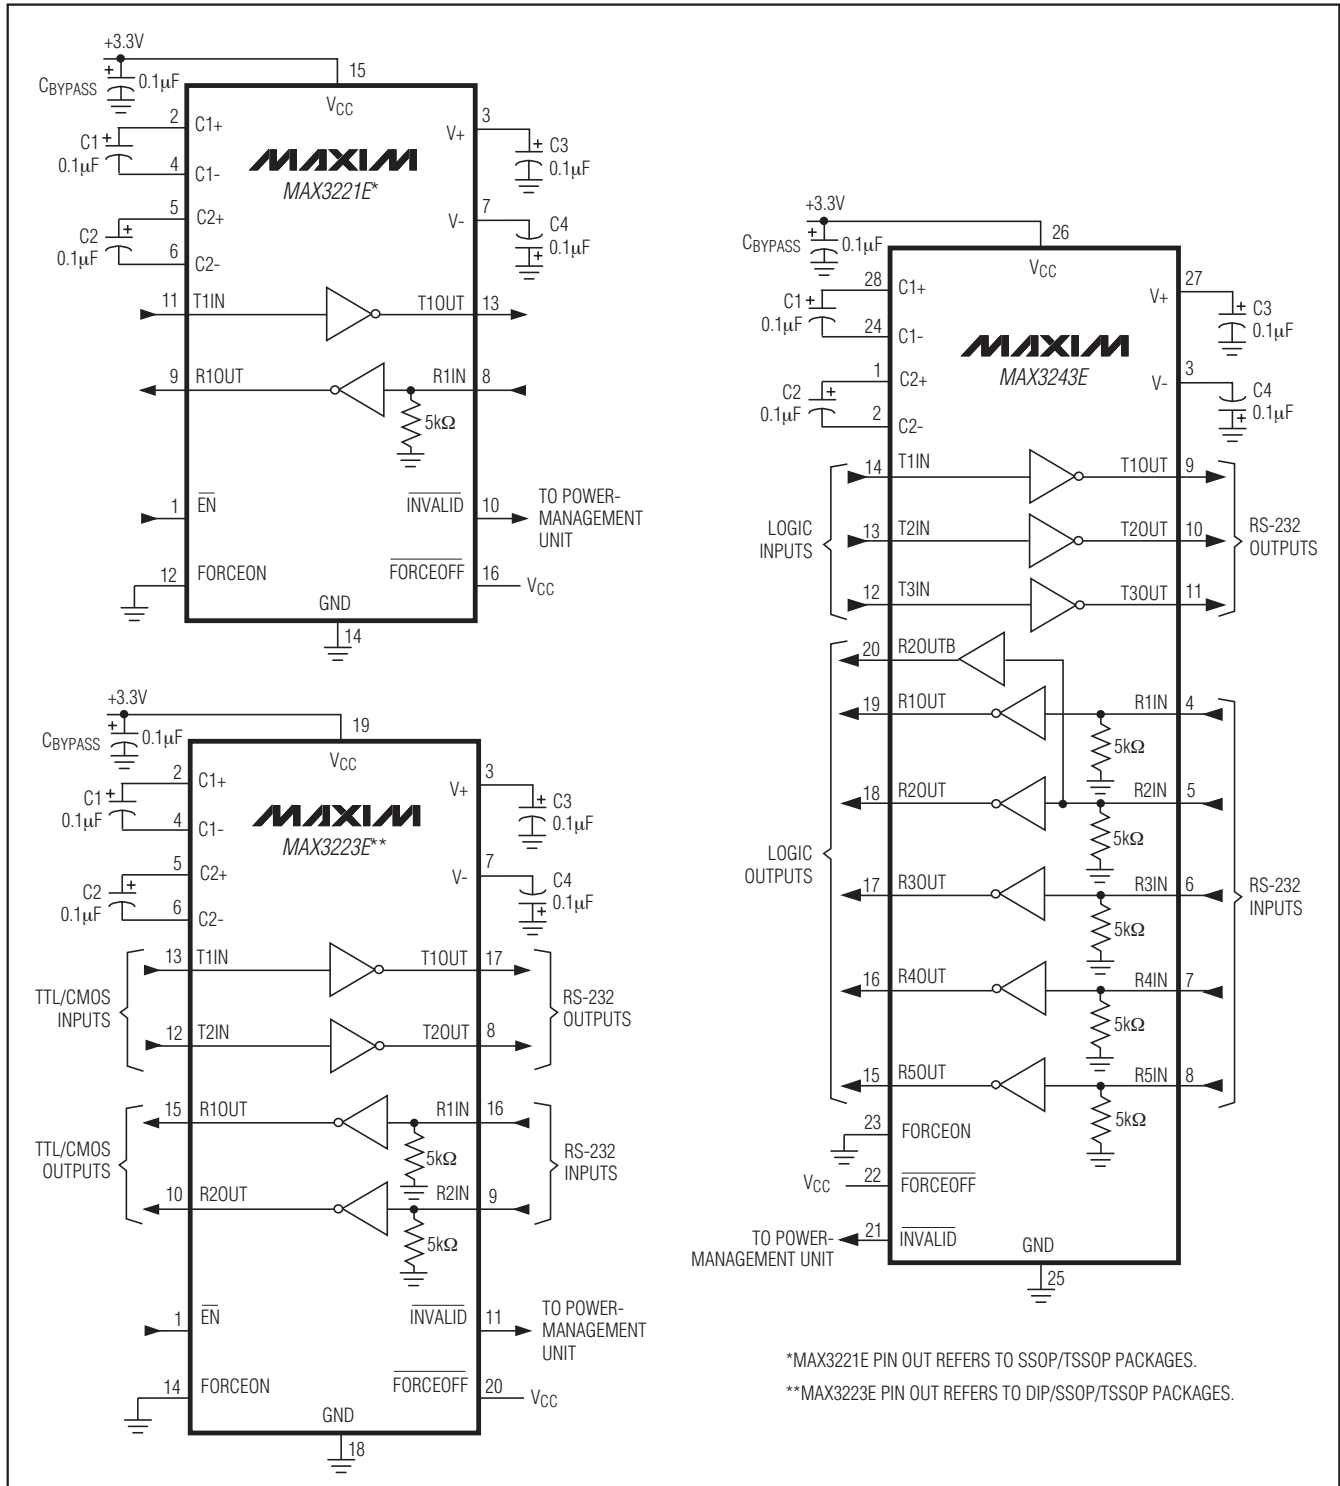 +3.3V
CBYPASS
+
0.1µF
15
VCC
2
C1+
C1
+
0.1µF
4
C1-
5
C2+
C2
+
0.1µF
6
C2-
3
V+
+
C3
0.1µF
7
V-
C4
0.1µF
+
MAXIM
MAX3221E*
11
T1IN
T1OUT
13
9
R1OUT
R1IN
8
5kΩ
1
EN
INVALID
10
TO POWER-
MANAGEMENT
UNIT
12
FORCEON
FORCEOFF
16
VCC
GND
14
+3.3V
CBYPASS
+
0.1µF
19
VCC
2
C1+
C1
+
0.1µF
4
C1-
5
C2+
C2
+
0.1µF
6
C2-
3
V+
+
C3
0.1µF
7
V-
C4
0.1µF
+
MAXIM
MAX3223E**
TTL/CMOS
INPUTS
13
T1IN
T1OUT
17
12
T2IN
T2OUT
8
RS-232
OUTPUTS
TTL/CMOS
OUTPUTS
15
R1OUT
R1IN
16
5kΩ
10
R2OUT
R2IN
9
5kΩ
RS-232
INPUTS
1
EN
INVALID
11
TO POWER-
MANAGEMENT
UNIT
14
FORCEON
FORCEOFF
20
VCC
GND
18
+3.3V
CBYPASS
+
0.1µF
26
VCC
28
C1+
C1
+
0.1µF
24
C1-
1
C2+
C2
+
0.1µF
2
C2-
27
V+
+
C3
0.1µF
3
V-
C4
0.1µF
+
MAXIM
MAX3243E
LOGIC
INPUTS
14
T1IN
T1OUT
9
13
T2IN
T2OUT
10
12
T3IN
T3OUT
11
RS-232
OUTPUTS
LOGIC
OUTPUTS
20
R2OUTB
19
R1OUT
R1IN
4
5kΩ
18
R2OUT
R2IN
5
5kΩ
17
R3OUT
R3IN
6
5kΩ
16
R4OUT
R4IN
7
5kΩ
15
R5OUT
R5IN
8
5kΩ
RS-232
INPUTS
23
FORCEON
VCC
22
FORCEOFF
TO POWER-
MANAGEMENT UNIT
21
INVALID
GND
25
*MAX3221E PIN OUT REFERS TO SSOP/TSSOP PACKAGES.
**MAX3223E PIN OUT REFERS TO DIP/SSOP/TSSOP PACKAGES.